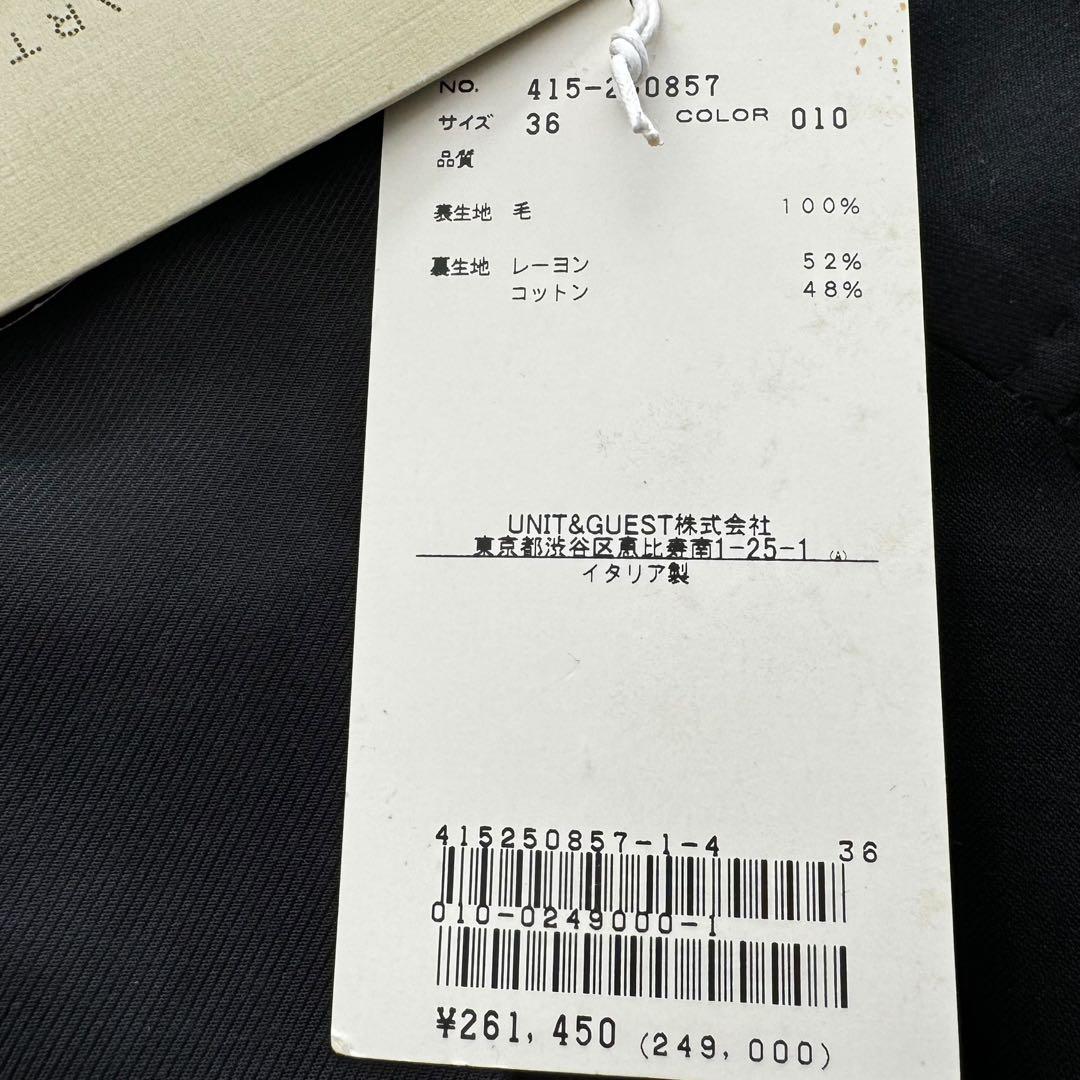 ART
NO. 415-250857
サイズ 36 COLOR 010
品質
表生地 毛 100%
裏生地 レーヨン 52%
コットン 48%
UNIT&GUEST株式会社
東京都渋谷区恵比寿南1-25-1 (A)
イタリア製
415250857-1-4 36
010-0249000-1
¥261,450 (249,000)